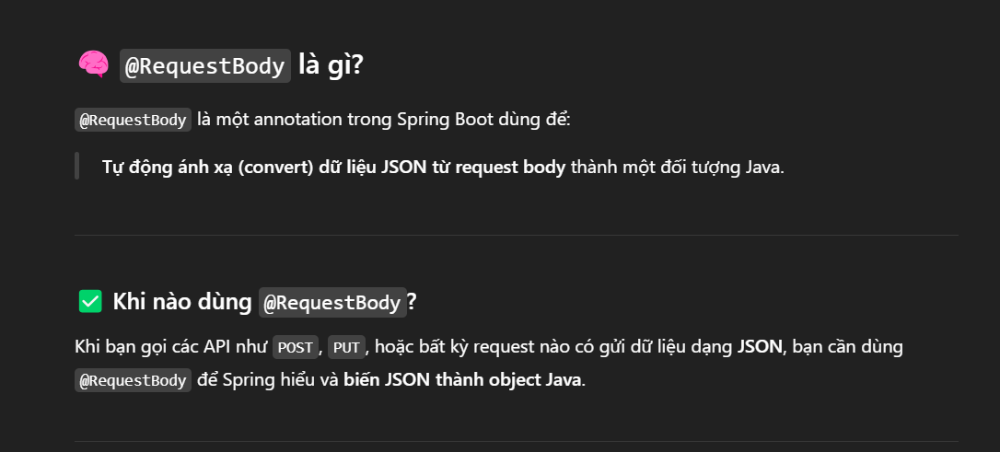 🧠 @RequestBody là gì?
@RequestBody là một annotation trong Spring Boot dùng để:
Tự động ánh xạ (convert) dữ liệu JSON từ request body thành một đối tượng Java.
✅ Khi nào dùng @RequestBody?
Khi bạn gọi các API như POST, PUT, hoặc bất kỳ request nào có gửi dữ liệu dạng JSON, bạn cần dùng
@RequestBody để Spring hiểu và biến JSON thành object Java.